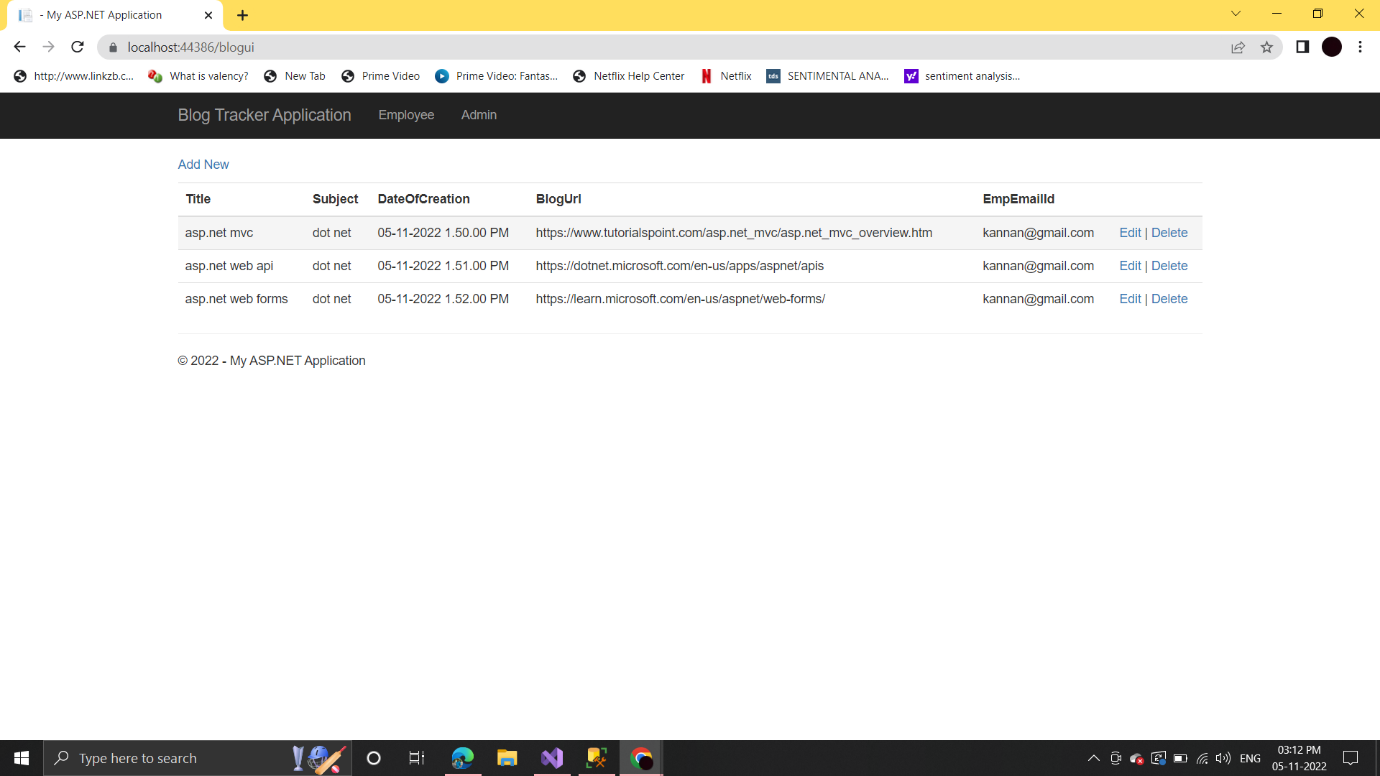 - My ASP.NET Application
localhost:44386/blogui
http://www.linkzb.c... What is valency? New Tab Prime Video Prime Video: Fantas... Netflix Help Center Netflix tds SENTIMENTAL ANA... y! sentiment analysis...
Blog Tracker Application Employee Admin
Add New
Title Subject DateOfCreation BlogUrl EmpEmailId
asp.net mvc dot net 05-11-2022 1.50.00 PM https://www.tutorialspoint.com/asp.net_mvc/asp.net_mvc_overview.htm kannan@gmail.com Edit | Delete
asp.net web api dot net 05-11-2022 1.51.00 PM https://dotnet.microsoft.com/en-us/apps/aspnet/apis kannan@gmail.com Edit | Delete
asp.net web forms dot net 05-11-2022 1.52.00 PM https://learn.microsoft.com/en-us/aspnet/web-forms/ kannan@gmail.com Edit | Delete
© 2022 - My ASP.NET Application
Type here to search ENG 03:12 PM
05-11-2022